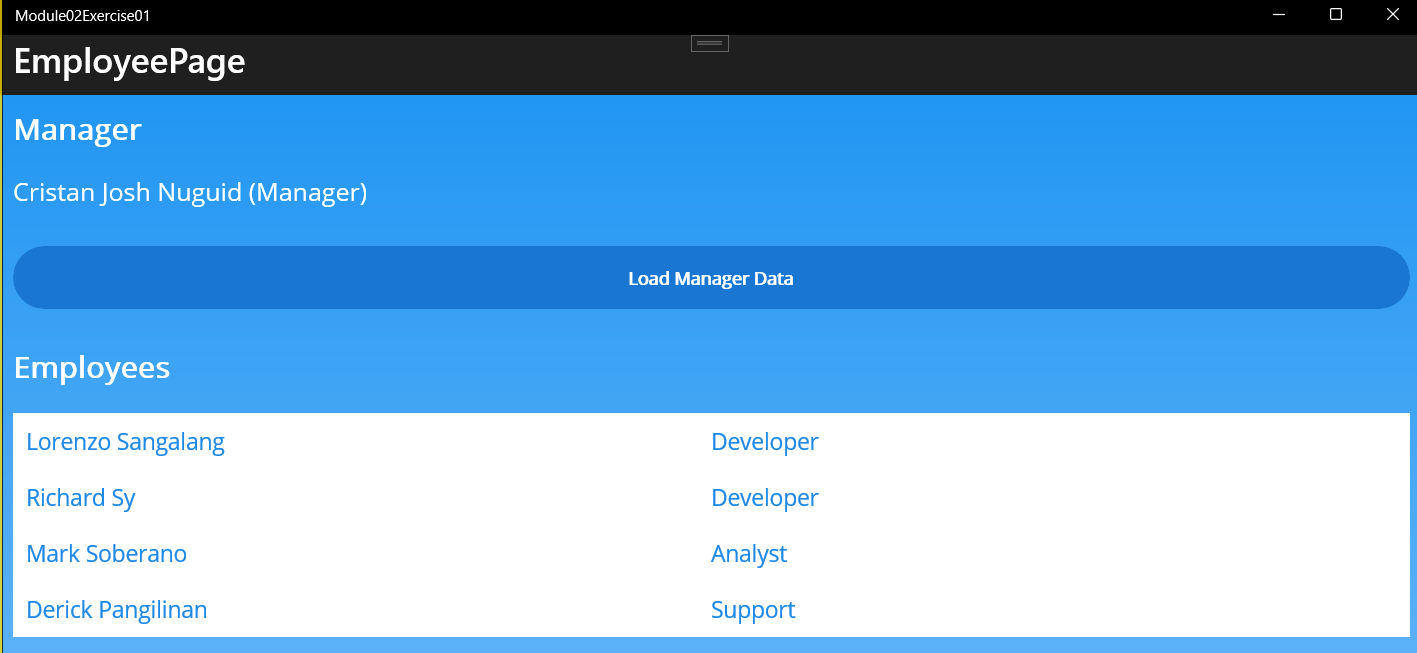 Module02Exercise01
EmployeePage
Manager
Cristan Josh Nuguid (Manager)
Load Manager Data
Employees
Lorenzo Sangalang Developer
Richard Sy Developer
Mark Soberano Analyst
Derick Pangilinan Support